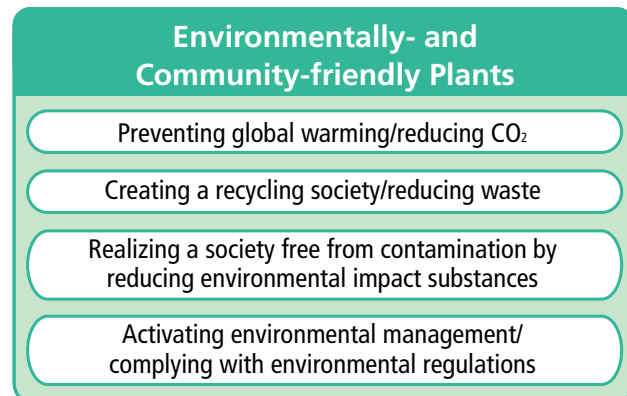 Environmentally- and
Community-friendly Plants
Preventing global warming/reducing CO₂
Creating a recycling society/reducing waste
Realizing a society free from contamination by
reducing environmental impact substances
Activating environmental management/
complying with environmental regulations